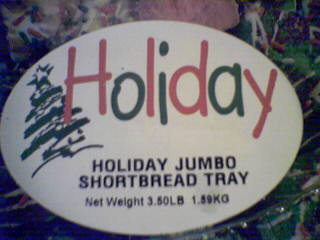 Holiday
HOLIDAY JUMBO
SHORTBREAD TRAY
Net Weight 3.50LB 1.59KG